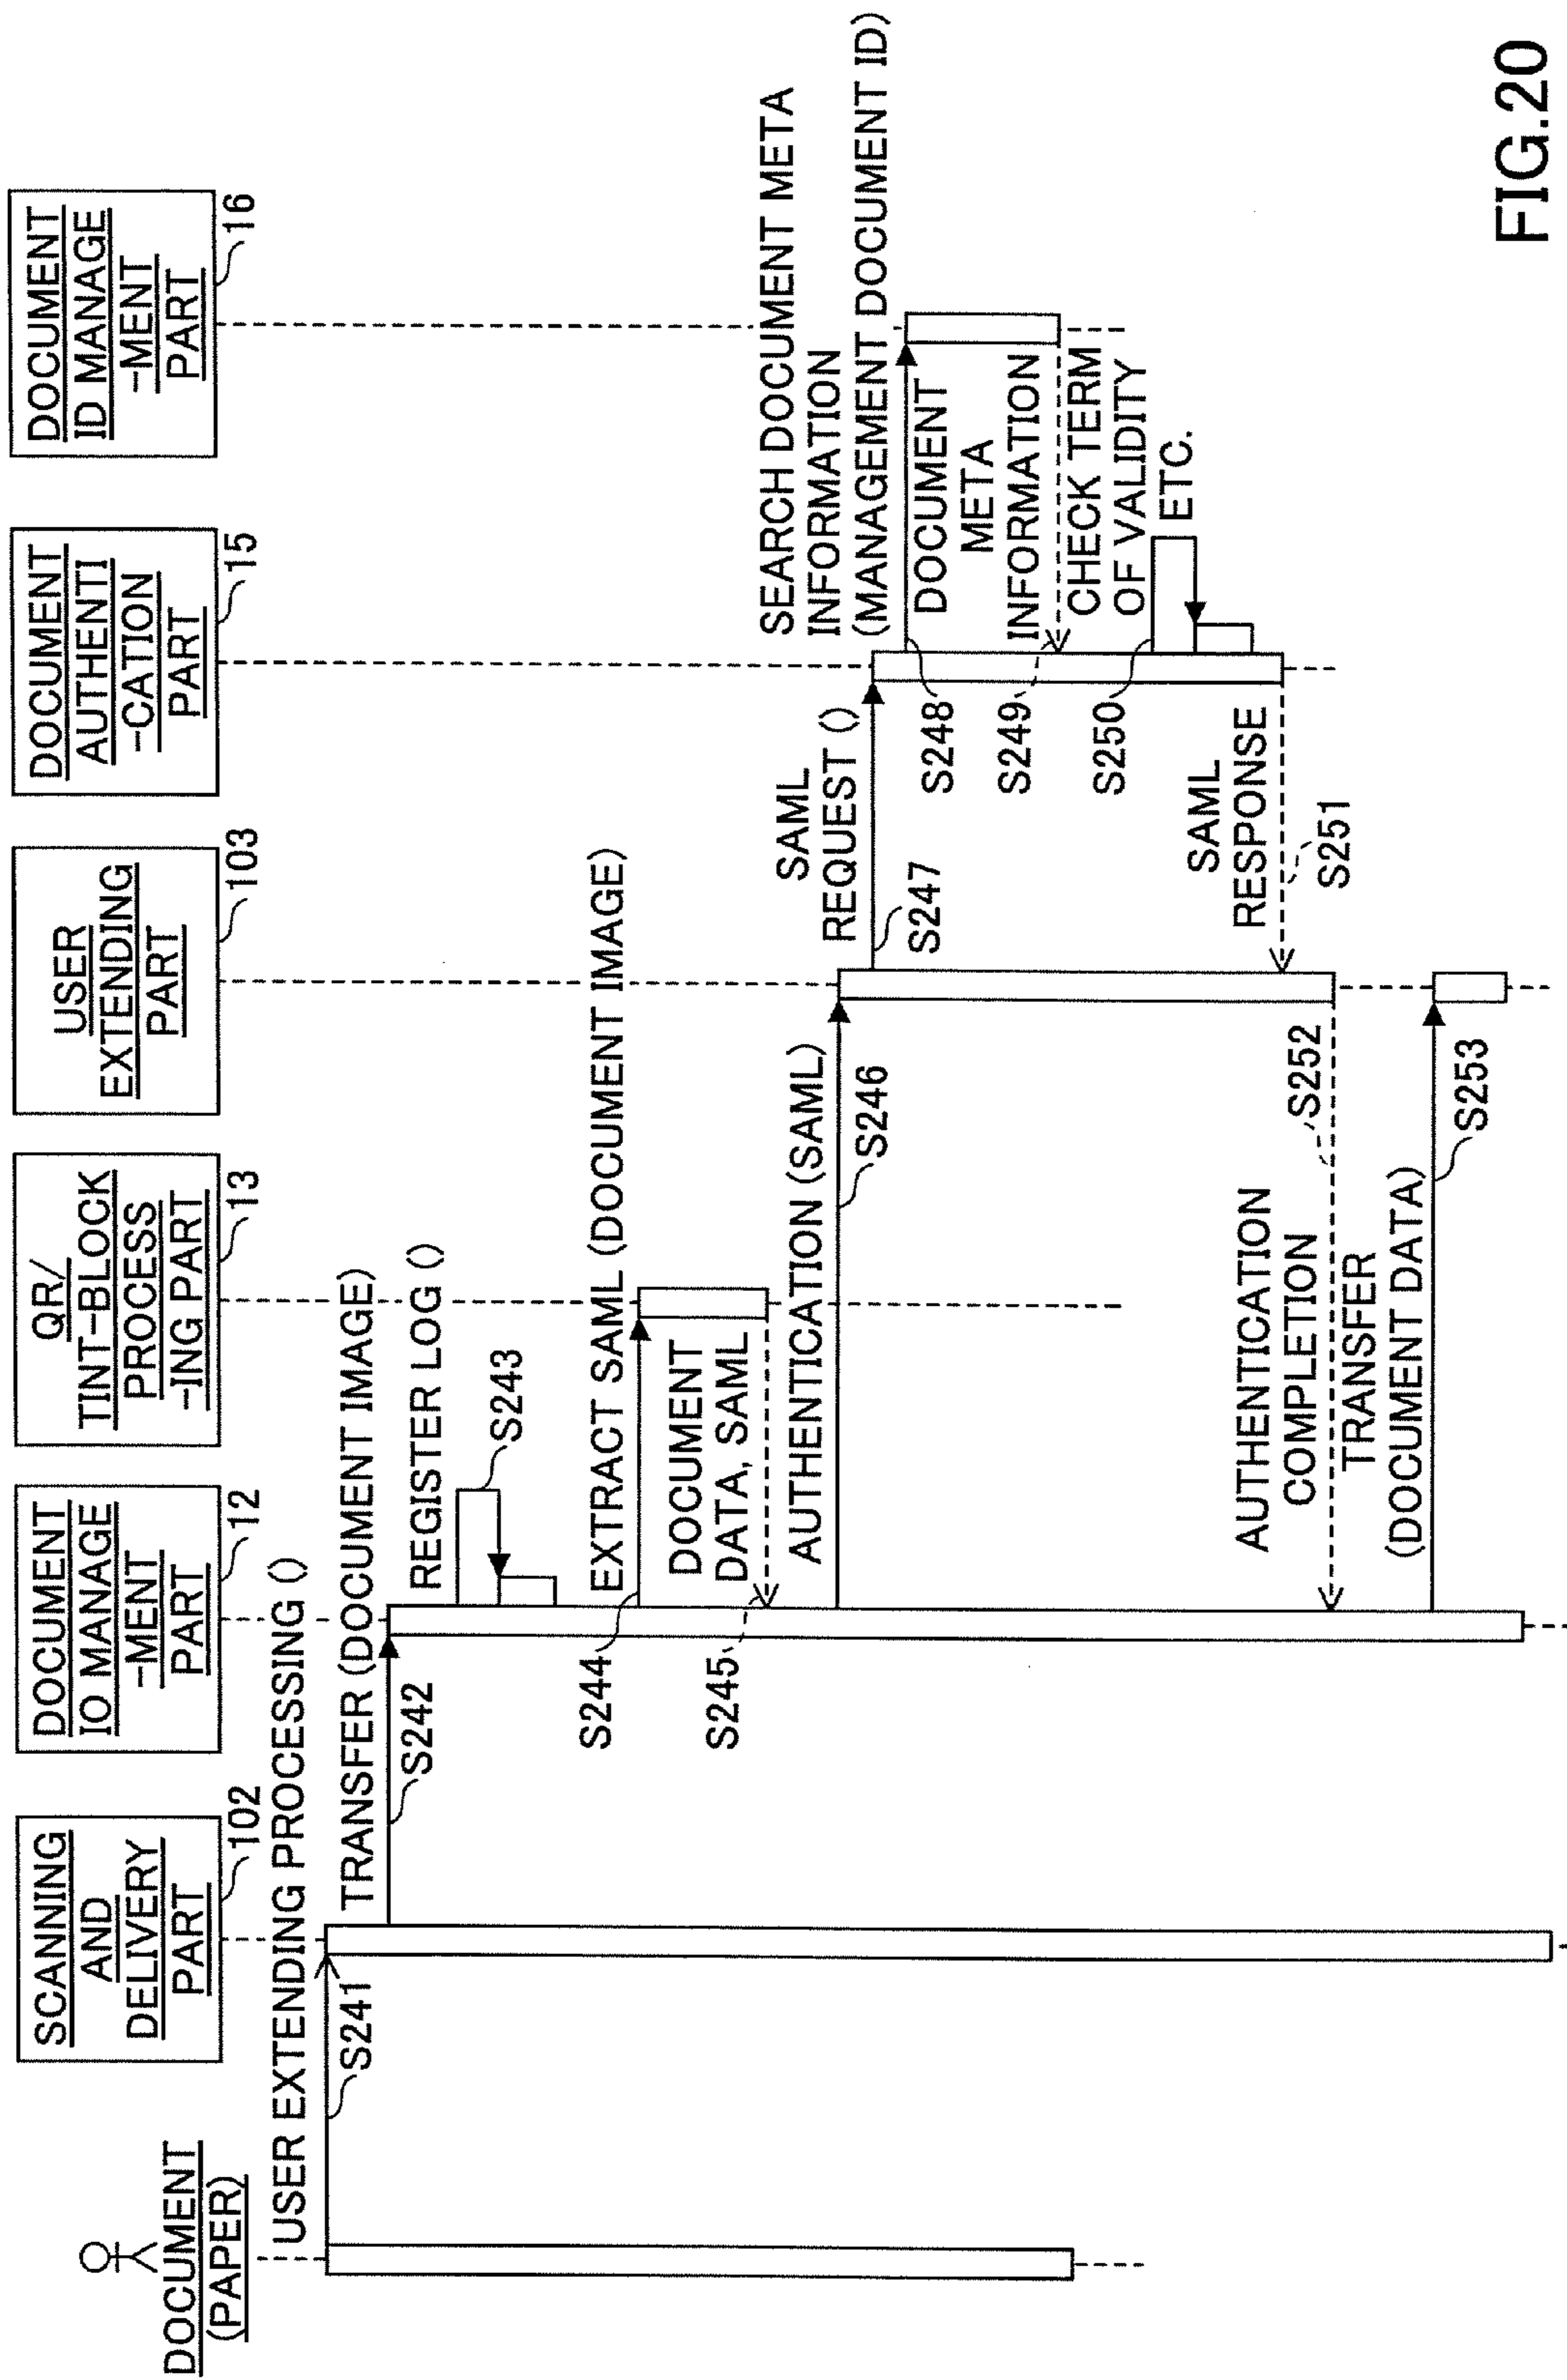 DOCUMENT
(PAPER)
SCANNING
AND
DELIVERY
PART
102
DOCUMENT
IO MANAGE
-MENT
PART
12
QR/
TINT-BLOCK
PROCESS
-ING PART
13
USER
EXTENDING
PART
103
DOCUMENT
AUTHENTI
-CATION
PART
15
DOCUMENT
ID MANAGE
-MENT
PART
16
USER EXTENDING PROCESSING ()
S241
TRANSFER (DOCUMENT IMAGE)
S242
REGISTER LOG ()
S243
EXTRACT SAML (DOCUMENT IMAGE)
S244
DOCUMENT
DATA, SAML
S245
AUTHENTICATION (SAML)
S246
SAML
REQUEST ()
S247
SEARCH DOCUMENT META
INFORMATION
(MANAGEMENT DOCUMENT ID)
S248
DOCUMENT
META
INFORMATION
S249
CHECK TERM
OF VALIDITY
ETC.
S250
SAML
RESPONSE
S251
AUTHENTICATION
COMPLETION
S252
TRANSFER
(DOCUMENT DATA)
S253
FIG.20